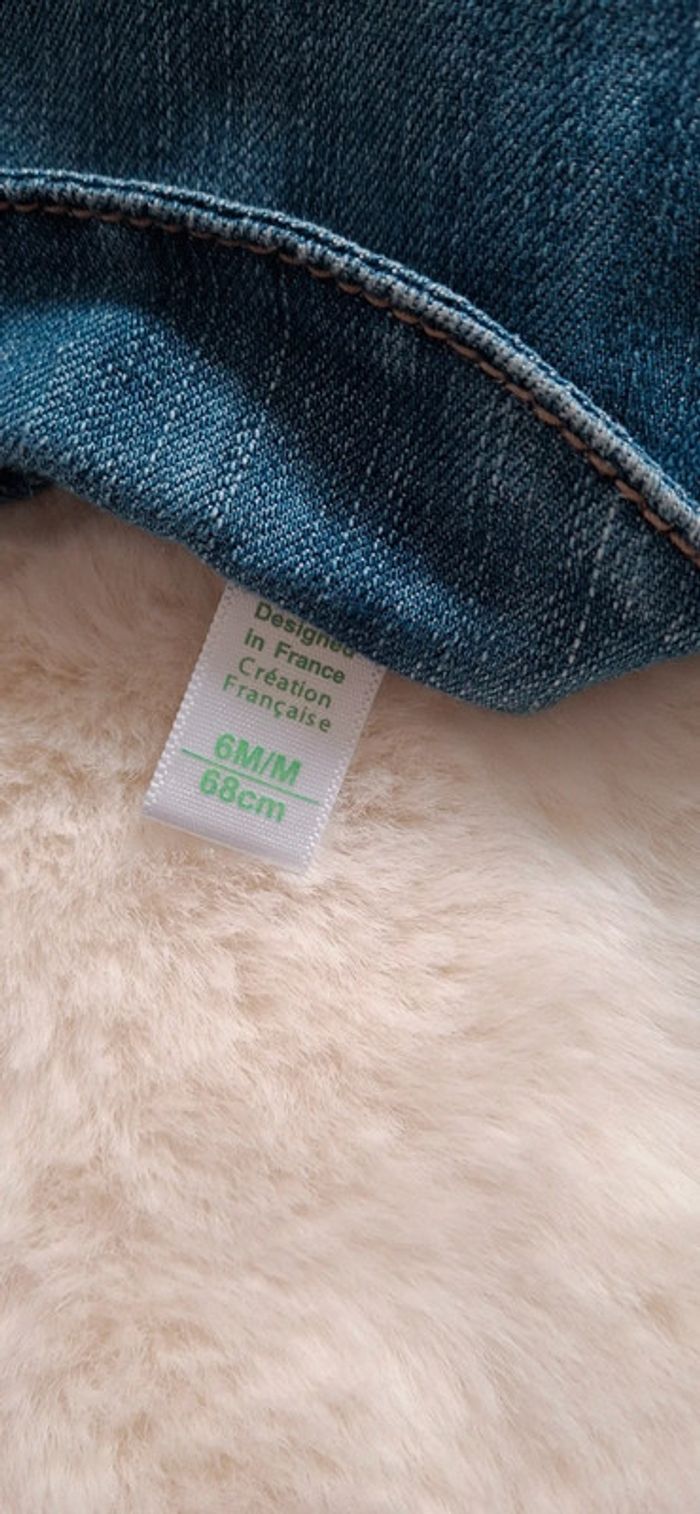 Designed
in France
Création
Française
6M/M
68cm